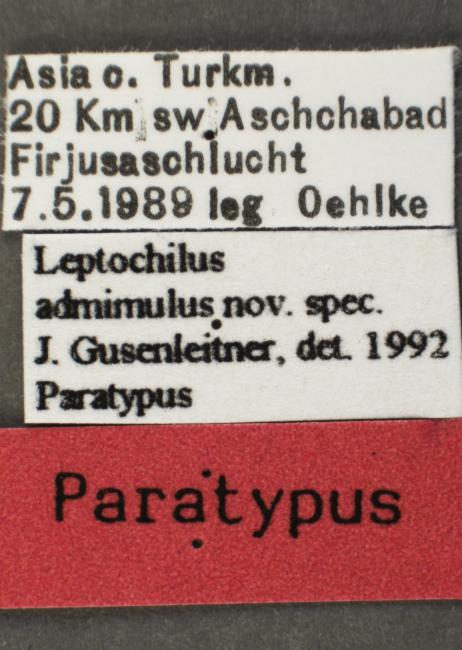 Asia c. Turkm.
20 Km sw Aschchabad
Firjusaschlucht
7.5.1989 leg Oehlke
Leptochilus
admimulus nov. spec.
J. Gusenleitner, det. 1992
Paratypus
Paratypus